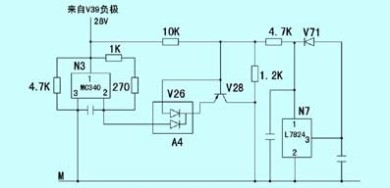 来自V39负极
28V
10K
4.7K
V71
1K
N3
1
4.7K
MC340
270
3
2
V26
V28
1.2K
N7
1
L7824
3
2
A4
M